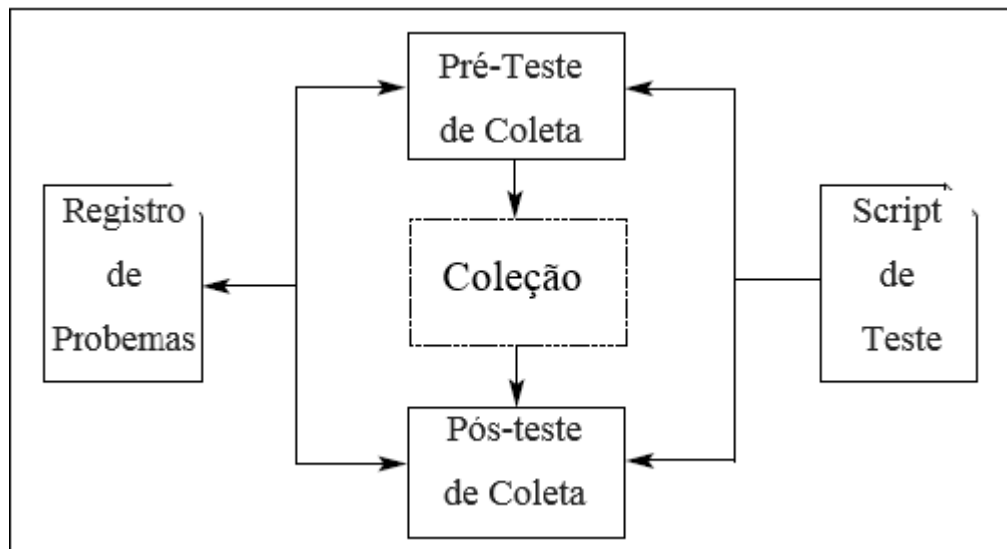 Pré-Teste
de Coleta
Registro
de
Probemas
Coleção
Script
de
Teste
Pós-teste
de Coleta